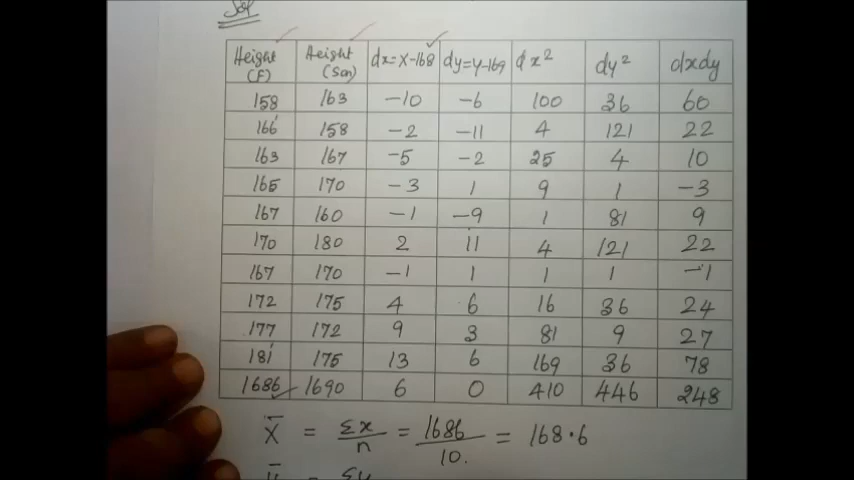 Sol
Height (F) Height (Son) dx=X-168 dy=Y-169 dx² dy² dxdy
158 163 -10 -6 100 36 60
166 158 -2 -11 4 121 22
163 167 -5 -2 25 4 10
165 170 -3 1 9 1 -3
167 160 -1 -9 1 81 9
170 180 2 11 4 121 22
167 170 -1 1 1 1 -1
172 175 4 6 16 36 24
177 172 9 3 81 9 27
181 175 13 6 169 36 78
1686 1690 6 0 410 446 248
X̄ = Σx/n = 1686/10. = 168.6